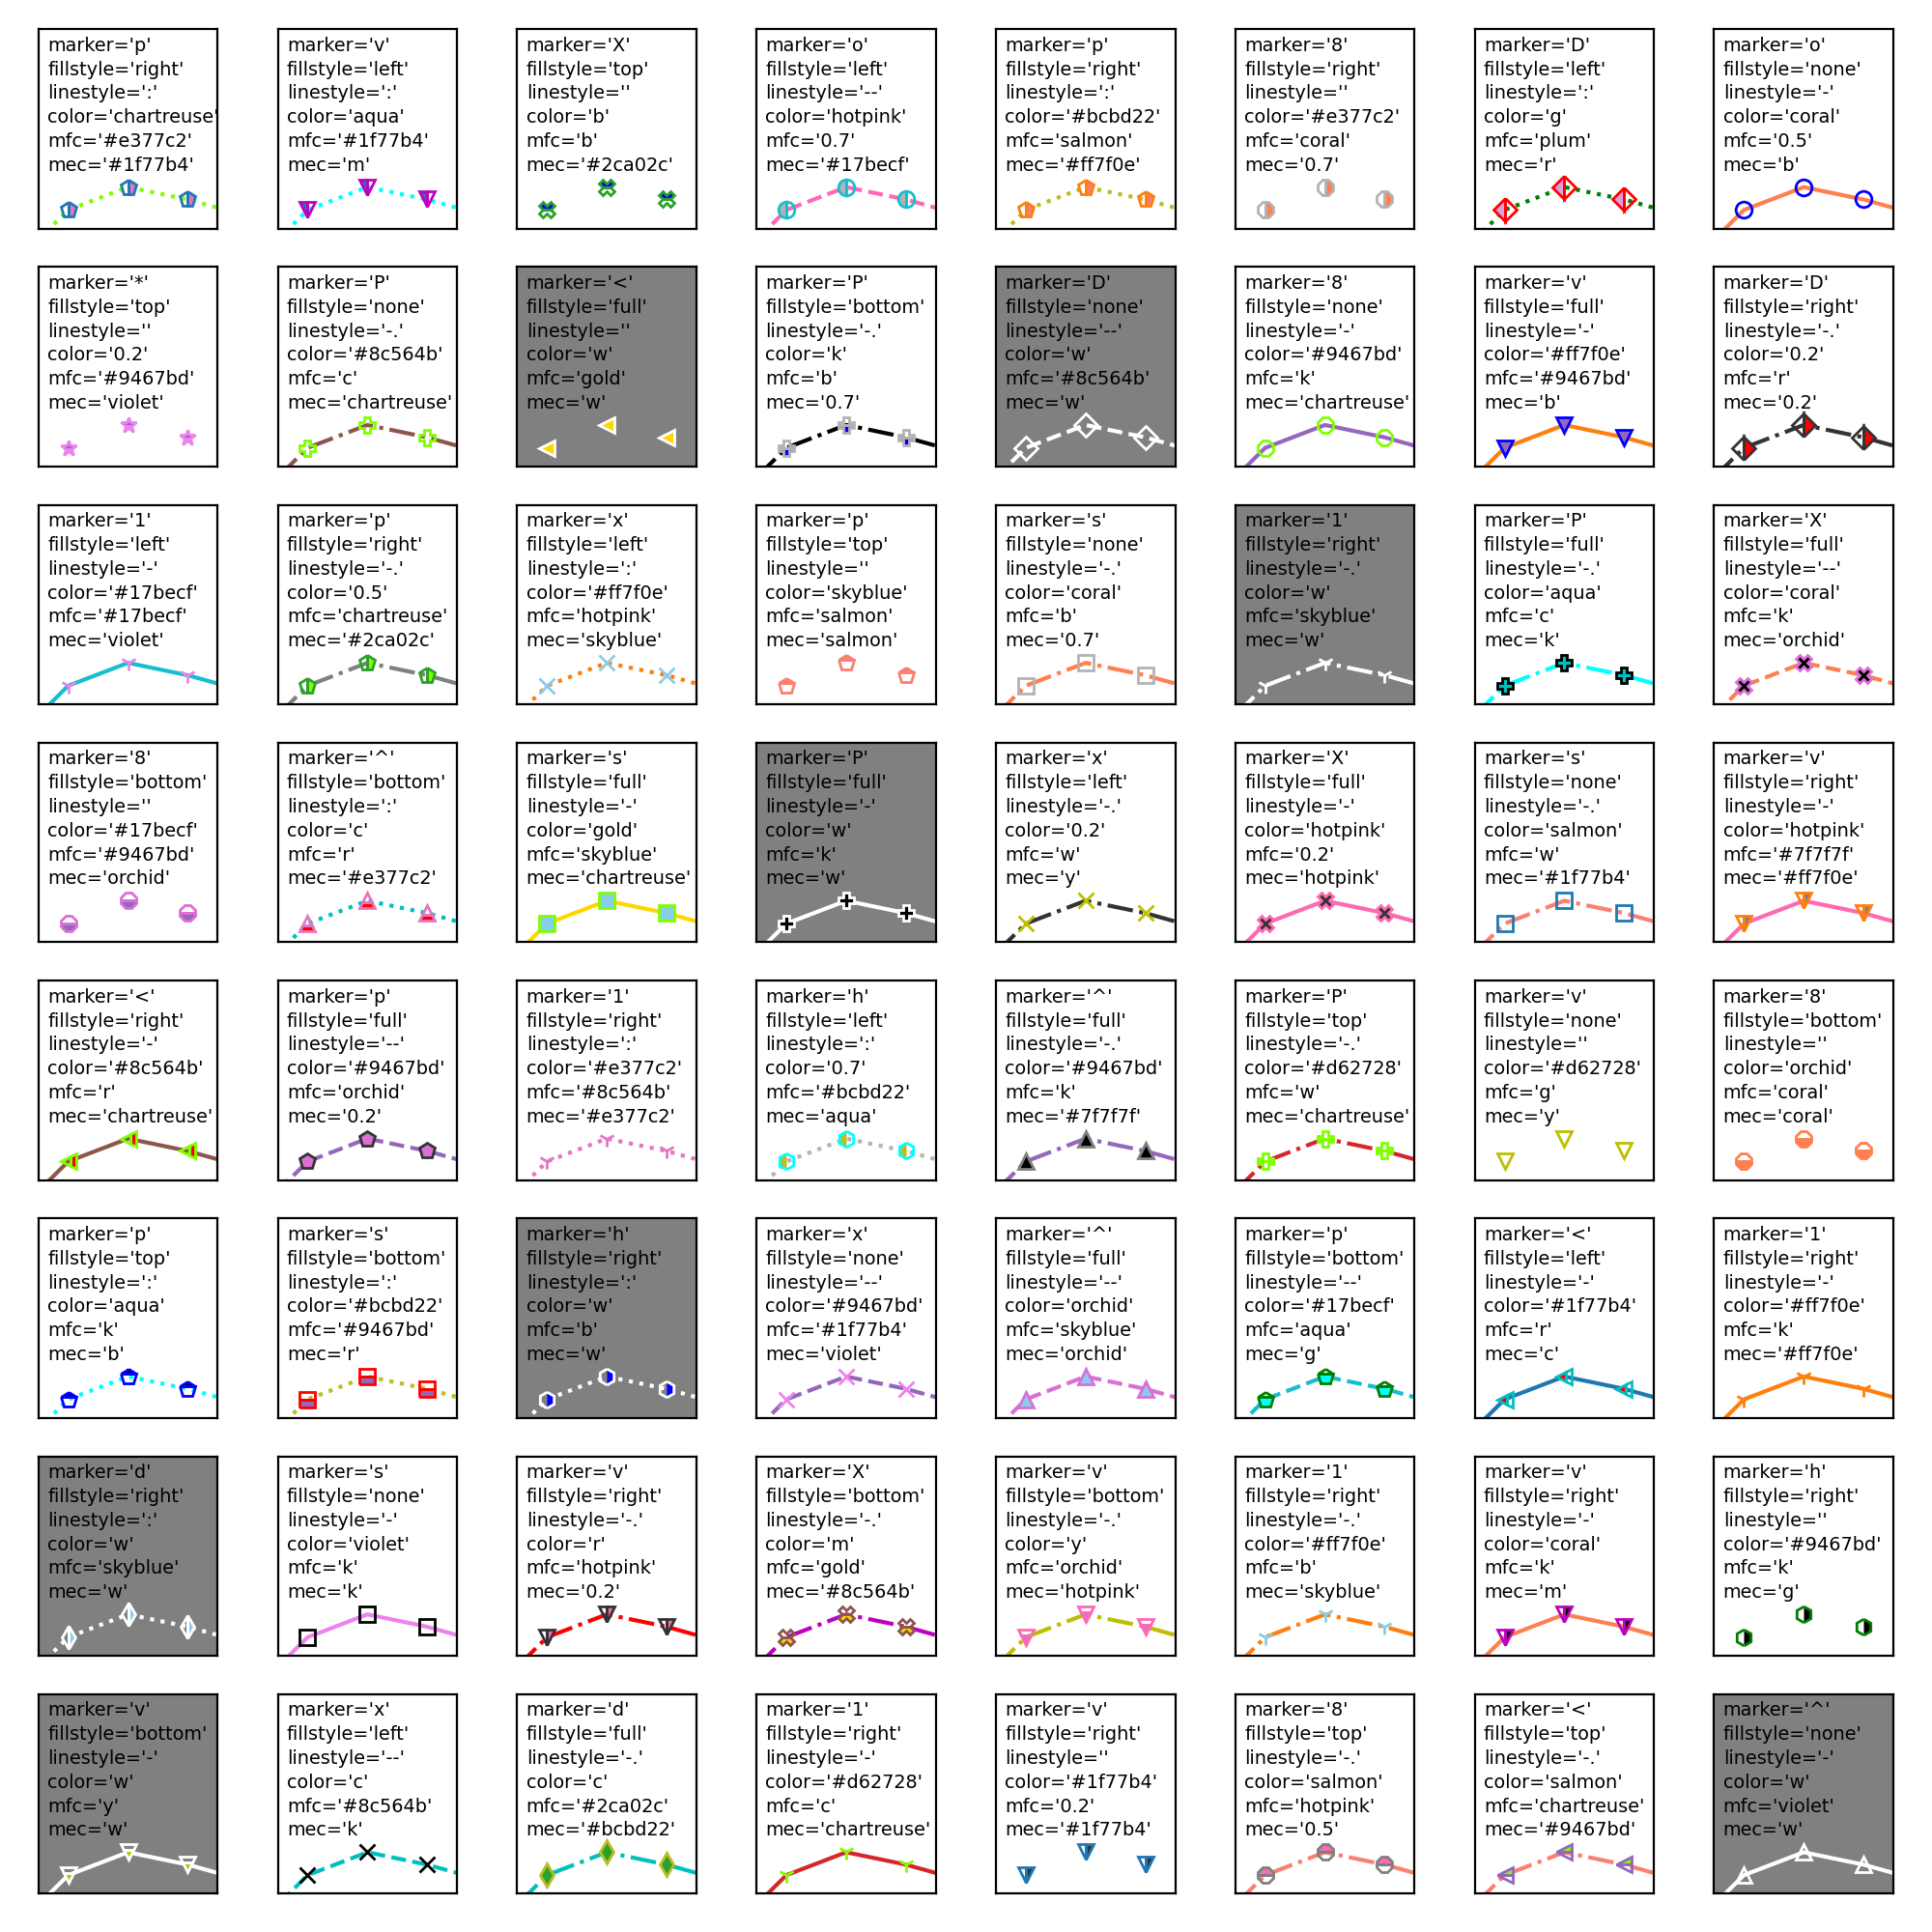 marker='p'
fillstyle='right'
linestyle=':'
color='chartreuse'
mfc='#e377c2'
mec='#1f77b4'
marker='v'
fillstyle='left'
linestyle=':'
color='aqua'
mfc='#1f77b4'
mec='m'
marker='X'
fillstyle='top'
linestyle=''
color='b'
mfc='b'
mec='#2ca02c'
marker='o'
fillstyle='left'
linestyle='--'
color='hotpink'
mfc='0.7'
mec='#17becf'
marker='p'
fillstyle='right'
linestyle=':'
color='#bcbd22'
mfc='salmon'
mec='#ff7f0e'
marker='8'
fillstyle='right'
linestyle=''
color='#e377c2'
mfc='coral'
mec='0.7'
marker='D'
fillstyle='left'
linestyle=':'
color='g'
mfc='plum'
mec='r'
marker='o'
fillstyle='none'
linestyle='-'
color='coral'
mfc='0.5'
mec='b'
marker='*'
fillstyle='top'
linestyle=''
color='0.2'
mfc='#9467bd'
mec='violet'
marker='P'
fillstyle='none'
linestyle='-.'
color='#8c564b'
mfc='c'
mec='chartreuse'
marker='<'
fillstyle='full'
linestyle=''
color='w'
mfc='gold'
mec='w'
marker='P'
fillstyle='bottom'
linestyle='-.'
color='k'
mfc='b'
mec='0.7'
marker='D'
fillstyle='none'
linestyle='--'
color='w'
mfc='#8c564b'
mec='w'
marker='8'
fillstyle='none'
linestyle='-'
color='#9467bd'
mfc='k'
mec='chartreuse'
marker='v'
fillstyle='full'
linestyle='-'
color='#ff7f0e'
mfc='#9467bd'
mec='b'
marker='D'
fillstyle='right'
linestyle='-.'
color='0.2'
mfc='r'
mec='0.2'
marker='1'
fillstyle='left'
linestyle='-'
color='#17becf'
mfc='#17becf'
mec='violet'
marker='p'
fillstyle='right'
linestyle='-.'
color='0.5'
mfc='chartreuse'
mec='#2ca02c'
marker='x'
fillstyle='left'
linestyle=':'
color='#ff7f0e'
mfc='hotpink'
mec='skyblue'
marker='p'
fillstyle='top'
linestyle=''
color='skyblue'
mfc='salmon'
mec='salmon'
marker='s'
fillstyle='none'
linestyle='-.'
color='coral'
mfc='b'
mec='0.7'
marker='1'
fillstyle='right'
linestyle='-.'
color='w'
mfc='skyblue'
mec='w'
marker='P'
fillstyle='full'
linestyle='-.'
color='aqua'
mfc='c'
mec='k'
marker='X'
fillstyle='full'
linestyle='--'
color='coral'
mfc='k'
mec='orchid'
marker='8'
fillstyle='bottom'
linestyle=''
color='#17becf'
mfc='#9467bd'
mec='orchid'
marker='^'
fillstyle='bottom'
linestyle=':'
color='c'
mfc='r'
mec='#e377c2'
marker='s'
fillstyle='full'
linestyle='-'
color='gold'
mfc='skyblue'
mec='chartreuse'
marker='P'
fillstyle='full'
linestyle='-'
color='w'
mfc='k'
mec='w'
marker='x'
fillstyle='left'
linestyle='-.'
color='0.2'
mfc='w'
mec='y'
marker='X'
fillstyle='full'
linestyle='-'
color='hotpink'
mfc='0.2'
mec='hotpink'
marker='s'
fillstyle='none'
linestyle='-.'
color='salmon'
mfc='w'
mec='#1f77b4'
marker='v'
fillstyle='right'
linestyle='-'
color='hotpink'
mfc='#7f7f7f'
mec='#ff7f0e'
marker='<'
fillstyle='right'
linestyle='-'
color='#8c564b'
mfc='r'
mec='chartreuse'
marker='p'
fillstyle='full'
linestyle='--'
color='#9467bd'
mfc='orchid'
mec='0.2'
marker='1'
fillstyle='right'
linestyle=':'
color='#e377c2'
mfc='#8c564b'
mec='#e377c2'
marker='h'
fillstyle='left'
linestyle=':'
color='0.7'
mfc='#bcbd22'
mec='aqua'
marker='^'
fillstyle='full'
linestyle='-.'
color='#9467bd'
mfc='k'
mec='#7f7f7f'
marker='P'
fillstyle='top'
linestyle='-.'
color='#d62728'
mfc='w'
mec='chartreuse'
marker='v'
fillstyle='none'
linestyle=''
color='#d62728'
mfc='g'
mec='y'
marker='8'
fillstyle='bottom'
linestyle=''
color='orchid'
mfc='coral'
mec='coral'
marker='p'
fillstyle='top'
linestyle=':'
color='aqua'
mfc='k'
mec='b'
marker='s'
fillstyle='bottom'
linestyle=':'
color='#bcbd22'
mfc='#9467bd'
mec='r'
marker='h'
fillstyle='right'
linestyle=':'
color='w'
mfc='b'
mec='w'
marker='x'
fillstyle='none'
linestyle='--'
color='#9467bd'
mfc='#1f77b4'
mec='violet'
marker='^'
fillstyle='full'
linestyle='--'
color='orchid'
mfc='skyblue'
mec='orchid'
marker='p'
fillstyle='bottom'
linestyle='--'
color='#17becf'
mfc='aqua'
mec='g'
marker='<'
fillstyle='left'
linestyle='-'
color='#1f77b4'
mfc='r'
mec='c'
marker='1'
fillstyle='right'
linestyle='-'
color='#ff7f0e'
mfc='k'
mec='#ff7f0e'
marker='d'
fillstyle='right'
linestyle=':'
color='w'
mfc='skyblue'
mec='w'
marker='s'
fillstyle='none'
linestyle='-'
color='violet'
mfc='k'
mec='k'
marker='v'
fillstyle='right'
linestyle='-.'
color='r'
mfc='hotpink'
mec='0.2'
marker='X'
fillstyle='bottom'
linestyle='-.'
color='m'
mfc='gold'
mec='#8c564b'
marker='v'
fillstyle='bottom'
linestyle='-.'
color='y'
mfc='orchid'
mec='hotpink'
marker='1'
fillstyle='right'
linestyle='-.'
color='#ff7f0e'
mfc='b'
mec='skyblue'
marker='v'
fillstyle='right'
linestyle='-'
color='coral'
mfc='k'
mec='m'
marker='h'
fillstyle='right'
linestyle=''
color='#9467bd'
mfc='k'
mec='g'
marker='v'
fillstyle='bottom'
linestyle='-'
color='w'
mfc='y'
mec='w'
marker='x'
fillstyle='left'
linestyle='--'
color='c'
mfc='#8c564b'
mec='k'
marker='d'
fillstyle='full'
linestyle='-.'
color='c'
mfc='#2ca02c'
mec='#bcbd22'
marker='1'
fillstyle='right'
linestyle='-'
color='#d62728'
mfc='c'
mec='chartreuse'
marker='v'
fillstyle='right'
linestyle=''
color='#1f77b4'
mfc='0.2'
mec='#1f77b4'
marker='8'
fillstyle='top'
linestyle='-.'
color='salmon'
mfc='hotpink'
mec='0.5'
marker='<'
fillstyle='top'
linestyle='-.'
color='salmon'
mfc='chartreuse'
mec='#9467bd'
marker='^'
fillstyle='none'
linestyle='-'
color='w'
mfc='violet'
mec='w'